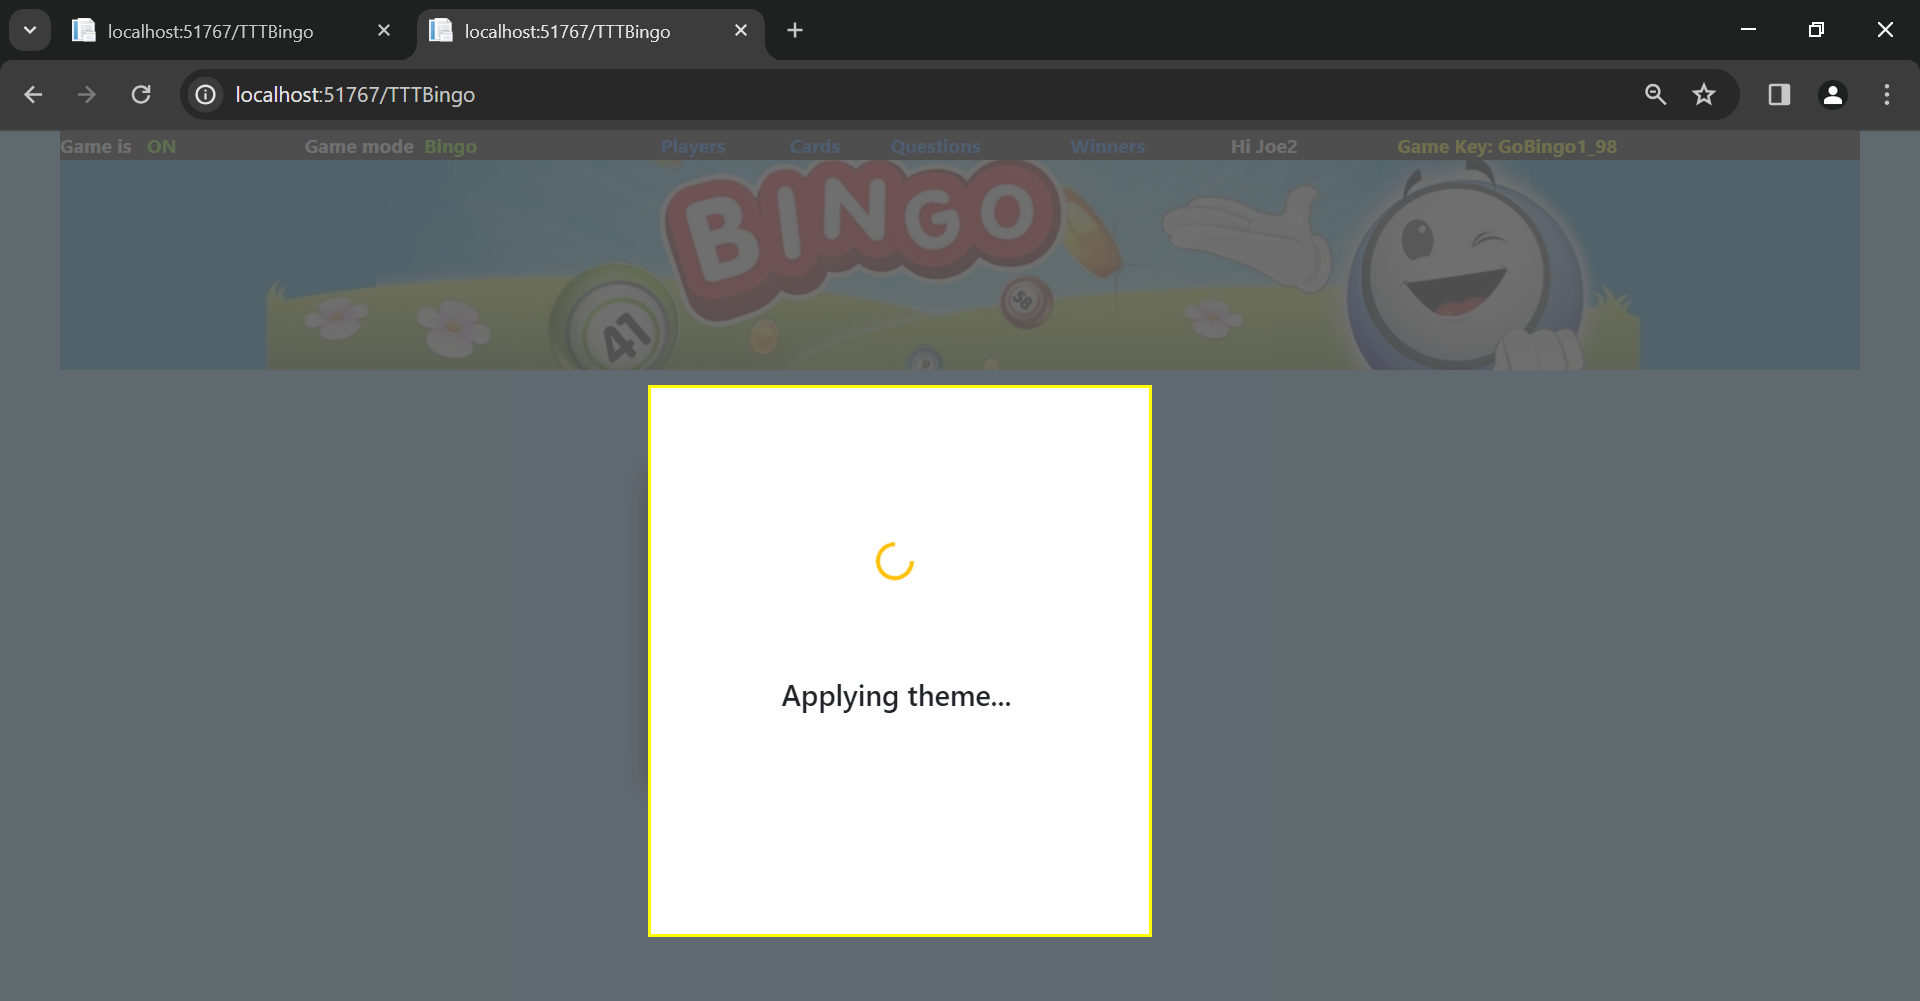 localhost:51767/TTTBingo
localhost:51767/TTTBingo
localhost:51767/TTTBingo
Game is ON Game mode Bingo Players Cards Questions Winners Hi Joe2 Game Key: GoBingo1_98
BINGO
58
41
Applying theme...